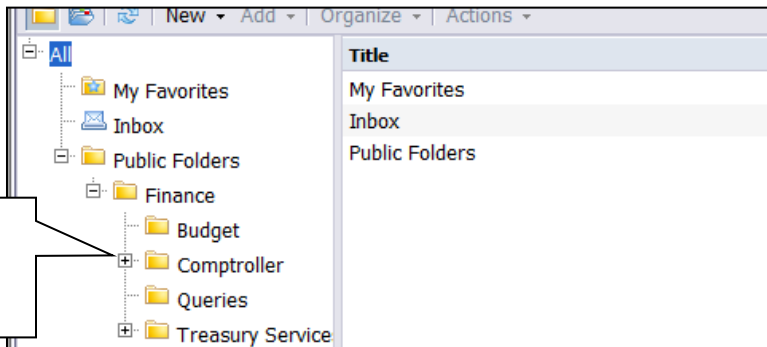 New Add Organize Actions
All
My Favorites
Inbox
Public Folders
Finance
Budget
Comptroller
Queries
Treasury Service
Title
My Favorites
Inbox
Public Folders